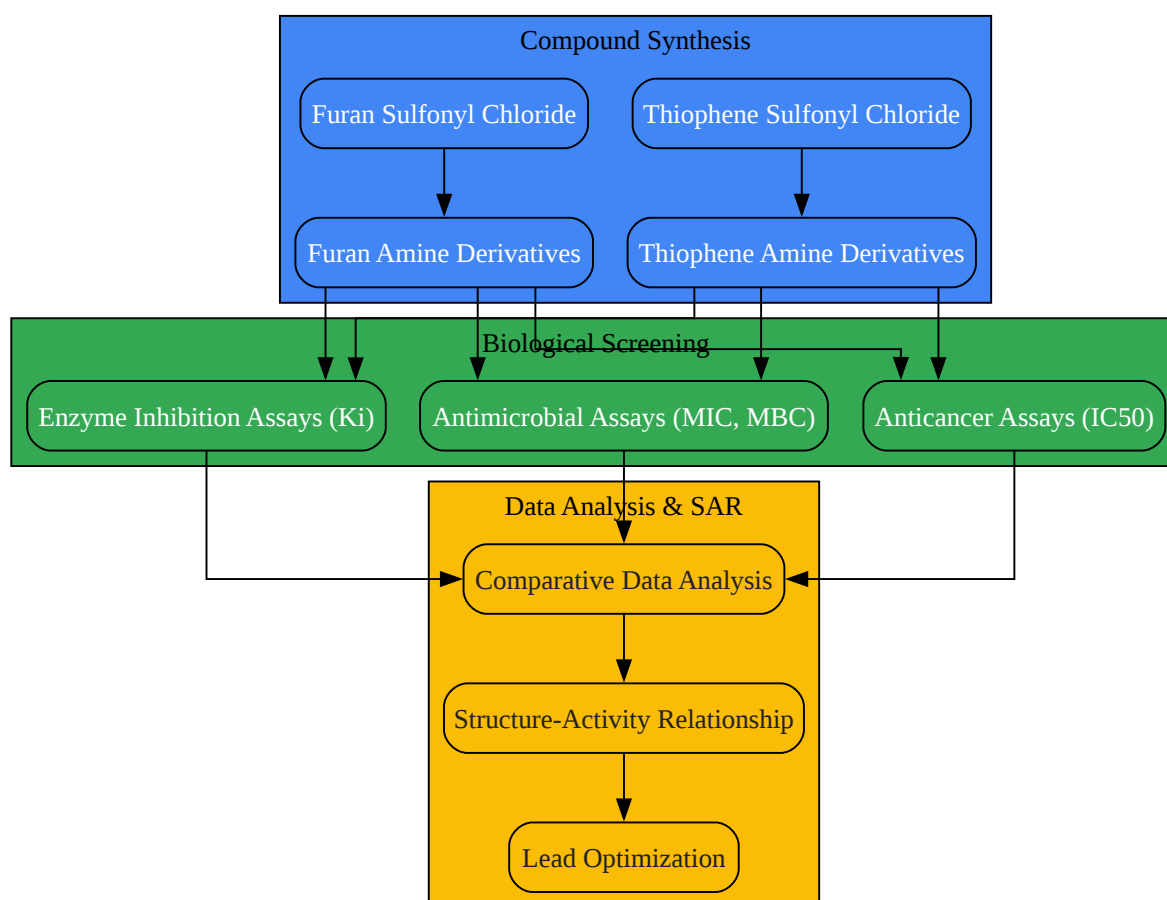 Compound Synthesis
Furan Sulfonyl Chloride
Thiophene Sulfonyl Chloride
Furan Amine Derivatives
Thiophene Amine Derivatives
Biological Screening
Enzyme Inhibition Assays (Ki)
Antimicrobial Assays (MIC, MBC)
Anticancer Assays (IC50)
Data Analysis & SAR
Comparative Data Analysis
Structure-Activity Relationship
Lead Optimization